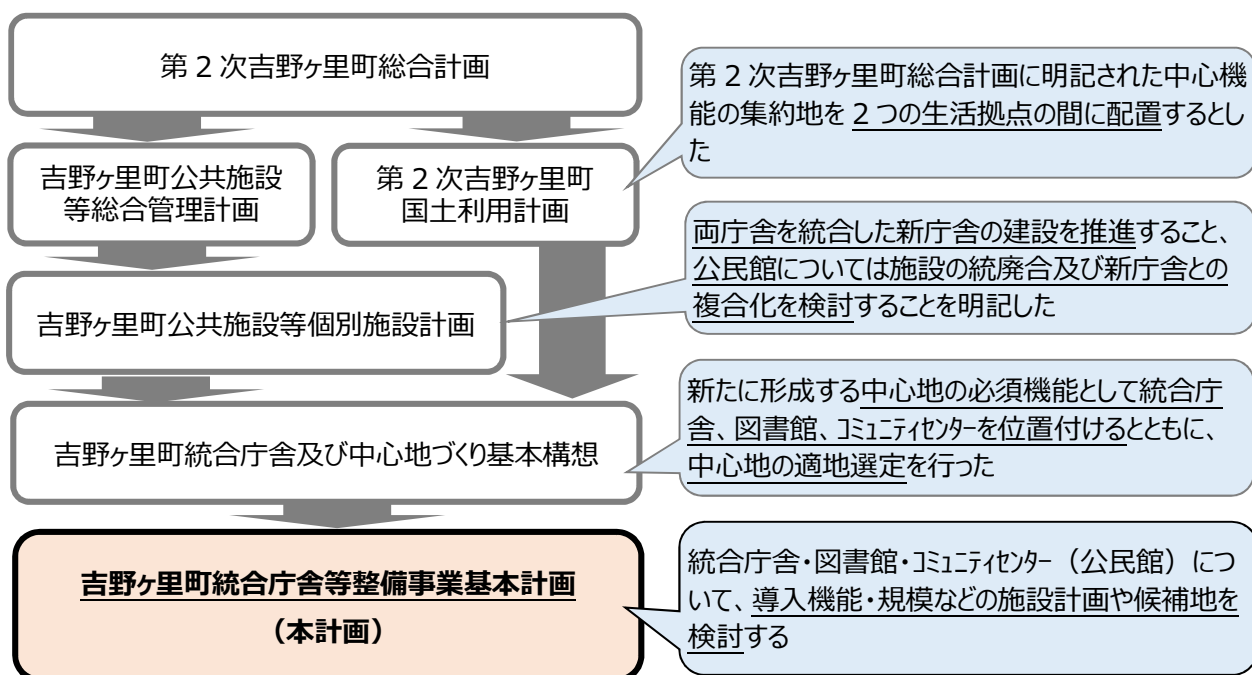 第２次吉野ヶ里町総合計画
第２次吉野ヶ里町総合計画に明記された中心機
能の集約地を２つの生活拠点の間に配置するとし
た
吉野ヶ里町公共施設
等総合管理計画
第２次吉野ヶ里町
国土利用計画
両庁舎を統合した新庁舎の建設を推進すること、
公民館については施設の統廃合及び新庁舎との
複合化を検討することを明記した
吉野ヶ里町公共施設等個別施設計画
新たに形成する中心地の必須機能として統合庁
舎、図書館、コミュニティセンターを位置付けるとともに、
中心地の適地選定を行った
吉野ヶ里町統合庁舎及び中心地づくり基本構想
吉野ヶ里町統合庁舎等整備事業基本計画
（本計画）
統合庁舎・図書館・コミュニティセンター（公民館）につ
いて、導入機能・規模などの施設計画や候補地を
検討する